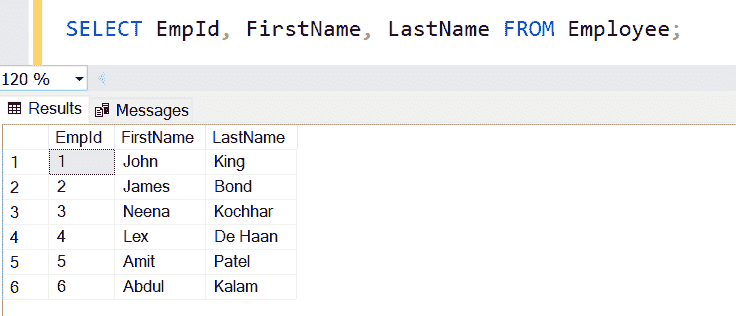 SELECT EmpId, FirstName, LastName FROM Employee;
120 %
Results Messages
EmpId FirstName LastName
1 1 John King
2 2 James Bond
3 3 Neena Kochhar
4 4 Lex De Haan
5 5 Amit Patel
6 6 Abdul Kalam